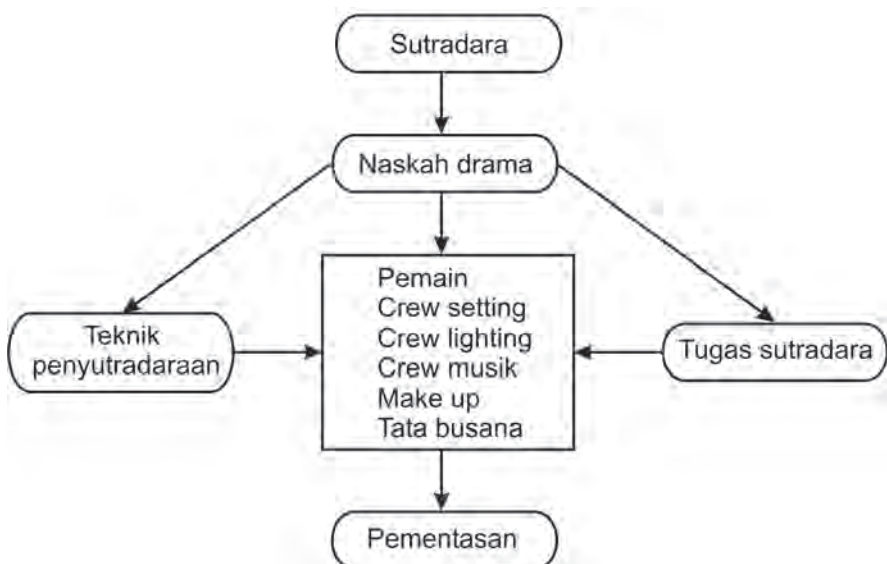 Sutradara
Naskah drama
Pemain
Crew setting
Crew lighting
Crew musik
Make up
Tata busana
Teknik
penyutradaraan
Tugas sutradara
Pementasan